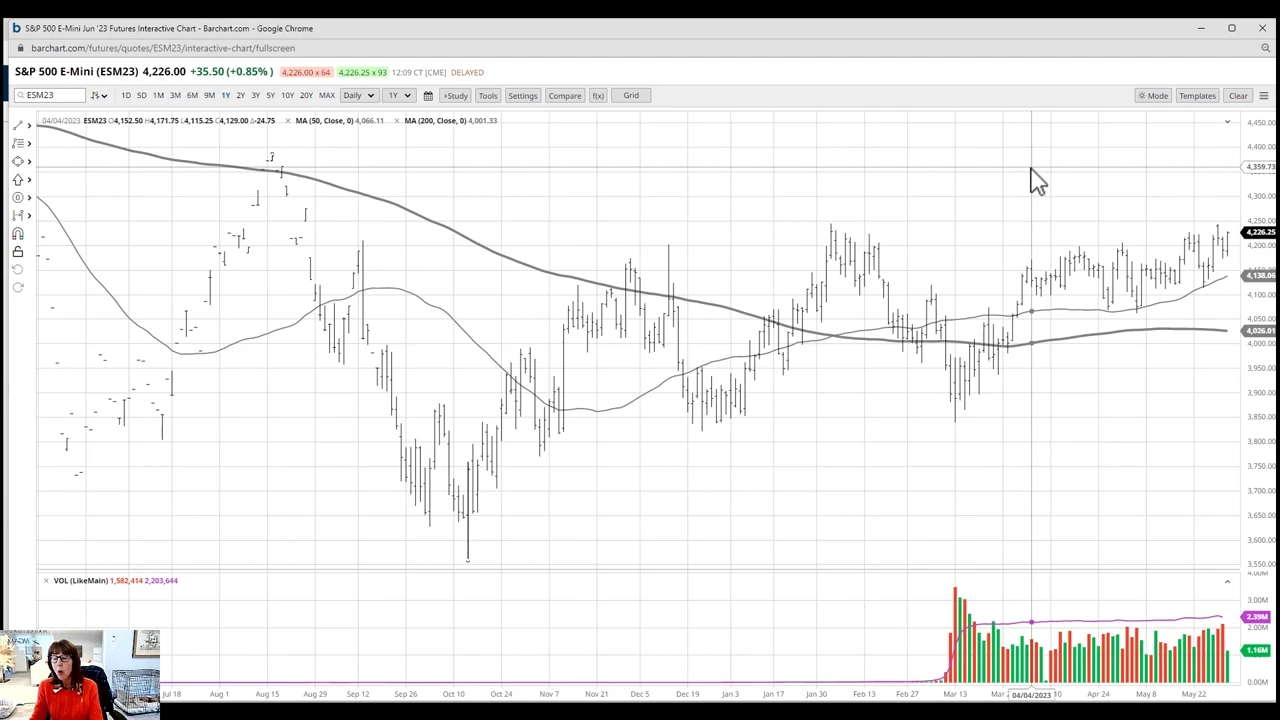 S&P 500 E-Mini Jun '23 Futures Interactive Chart - Barchart.com - Google Chrome
barchart.com/futures/quotes/ESM23/interactive-chart/fullscreen
S&P 500 E-Mini (ESM23) 4,226.00 +35.50 (+0.85%) 4,226.00 x 64 4,226.25 x 93 12:09 CT [CME] DELAYED
ESM23 1D 5D 1M 3M 6M 9M 1Y 2Y 3Y 5Y 10Y 20Y MAX Daily 1Y +Study Tools Settings Compare f(x) Grid Mode Templates Clear
04/04/2023 ESM23 O4,152.50 H4,171.75 L4,115.25 C4,129.00 Δ-24.75 MA (50, Close, 0) 4,066.11 MA (200, Close, 0) 4,001.33
4,450.00
4,400.00
4,359.73
4,300.00
4,250.00
4,226.25
4,200.00
4,138.06
4,100.00
4,050.00
4,026.01
4,000.00
3,950.00
3,900.00
3,850.00
3,800.00
3,750.00
3,700.00
3,650.00
3,600.00
3,550.00
VOL (LikeMain) 1,582,414 2,203,644
4.00M
3.00M
2.39M
2.00M
1.16M
0.00M
Jul 18 Aug 1 Aug 15 Aug 29 Sep 12 Sep 26 Oct 10 Oct 24 Nov 7 Nov 21 Dec 5 Dec 19 Jan 3 Jan 17 Jan 30 Feb 13 Feb 27 Mar 13 Mar 04/04/2023 10 Apr 24 May 8 May 22